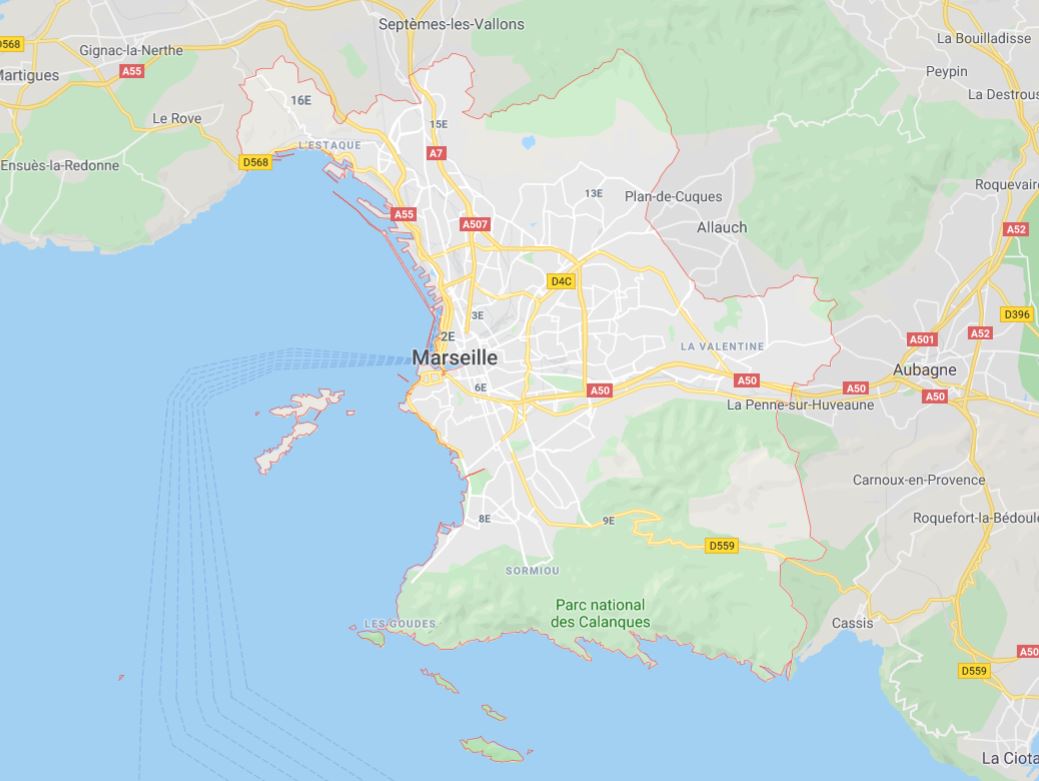 Septèmes-les-Vallons
La Bouilladisse
D568
Gignac-la-Nerthe
A55
Martigues
Peypin
La Destrous
16E
Le Rove
15E
L'ESTAQUE
A7
D568
Ensuès-la-Redonne
13E
Plan-de-Cuques
Roquevaire
A55
A507
Allauch
A52
D4C
3E
D396
2E
LA VALENTINE
A501
A52
Marseille
Aubagne
6E
A50
A50
A50
A50
La Penne-sur-Huveaune
Carnoux-en-Provence
8E
9E
Roquefort-la-Bédoule
D559
SORMIOU
Parc national
des Calanques
LES GOUDES
Cassis
A50
D559
La Ciota